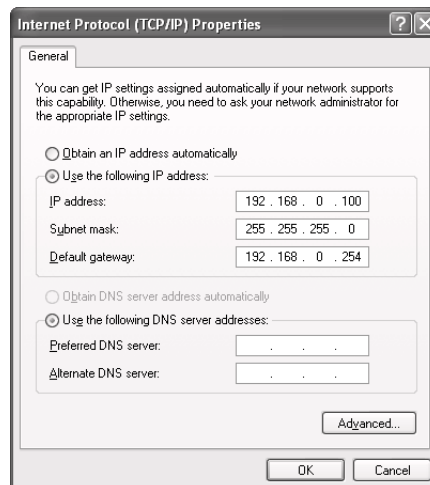 Internet Protocol (TCP/IP) Properties
General
You can get IP settings assigned automatically if your network supports
this capability. Otherwise, you need to ask your network administrator for
the appropriate IP settings.
Obtain an IP address automatically
Use the following IP address:
IP address: 192 . 168 . 0 . 100
Subnet mask: 255 . 255 . 255 . 0
Default gateway: 192 . 168 . 0 . 254
Obtain DNS server address automatically
Use the following DNS server addresses:
Preferred DNS server: . . .
Alternate DNS server: . . .
Advanced...
OK Cancel